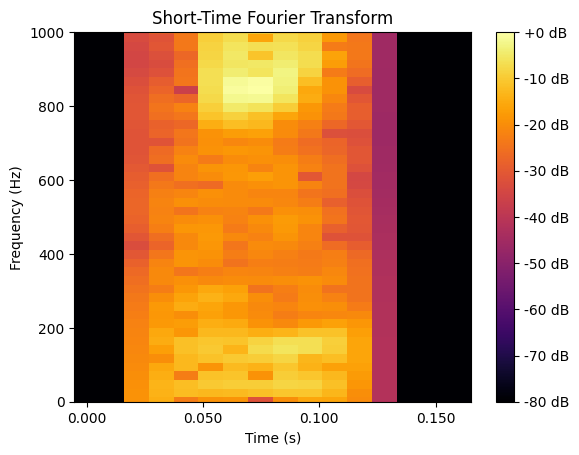 Short-Time Fourier Transform
1000
800
600
400
200
0
Frequency (Hz)
0.000
0.050
0.100
0.150
Time (s)
+0 dB
-10 dB
-20 dB
-30 dB
-40 dB
-50 dB
-60 dB
-70 dB
-80 dB